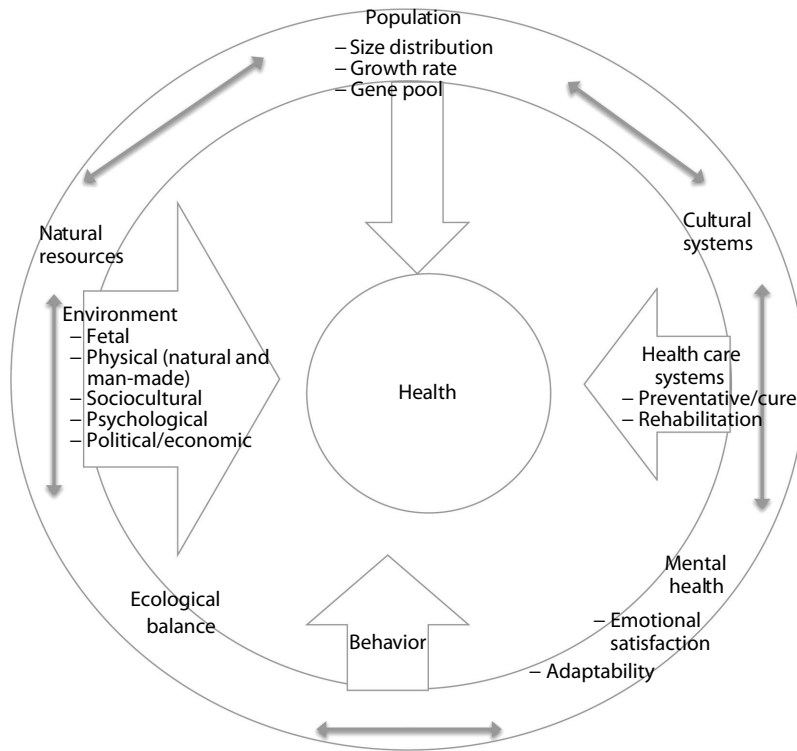 Population
– Size distribution
– Growth rate
– Gene pool
Natural
resources
Cultural
systems
Environment
– Fetal
– Physical (natural and
man-made)
– Sociocultural
– Psychological
– Political/economic
Health
Health care
systems
– Preventative/cure
– Rehabilitation
Ecological
balance
Behavior
Mental
health
– Emotional
satisfaction
– Adaptability